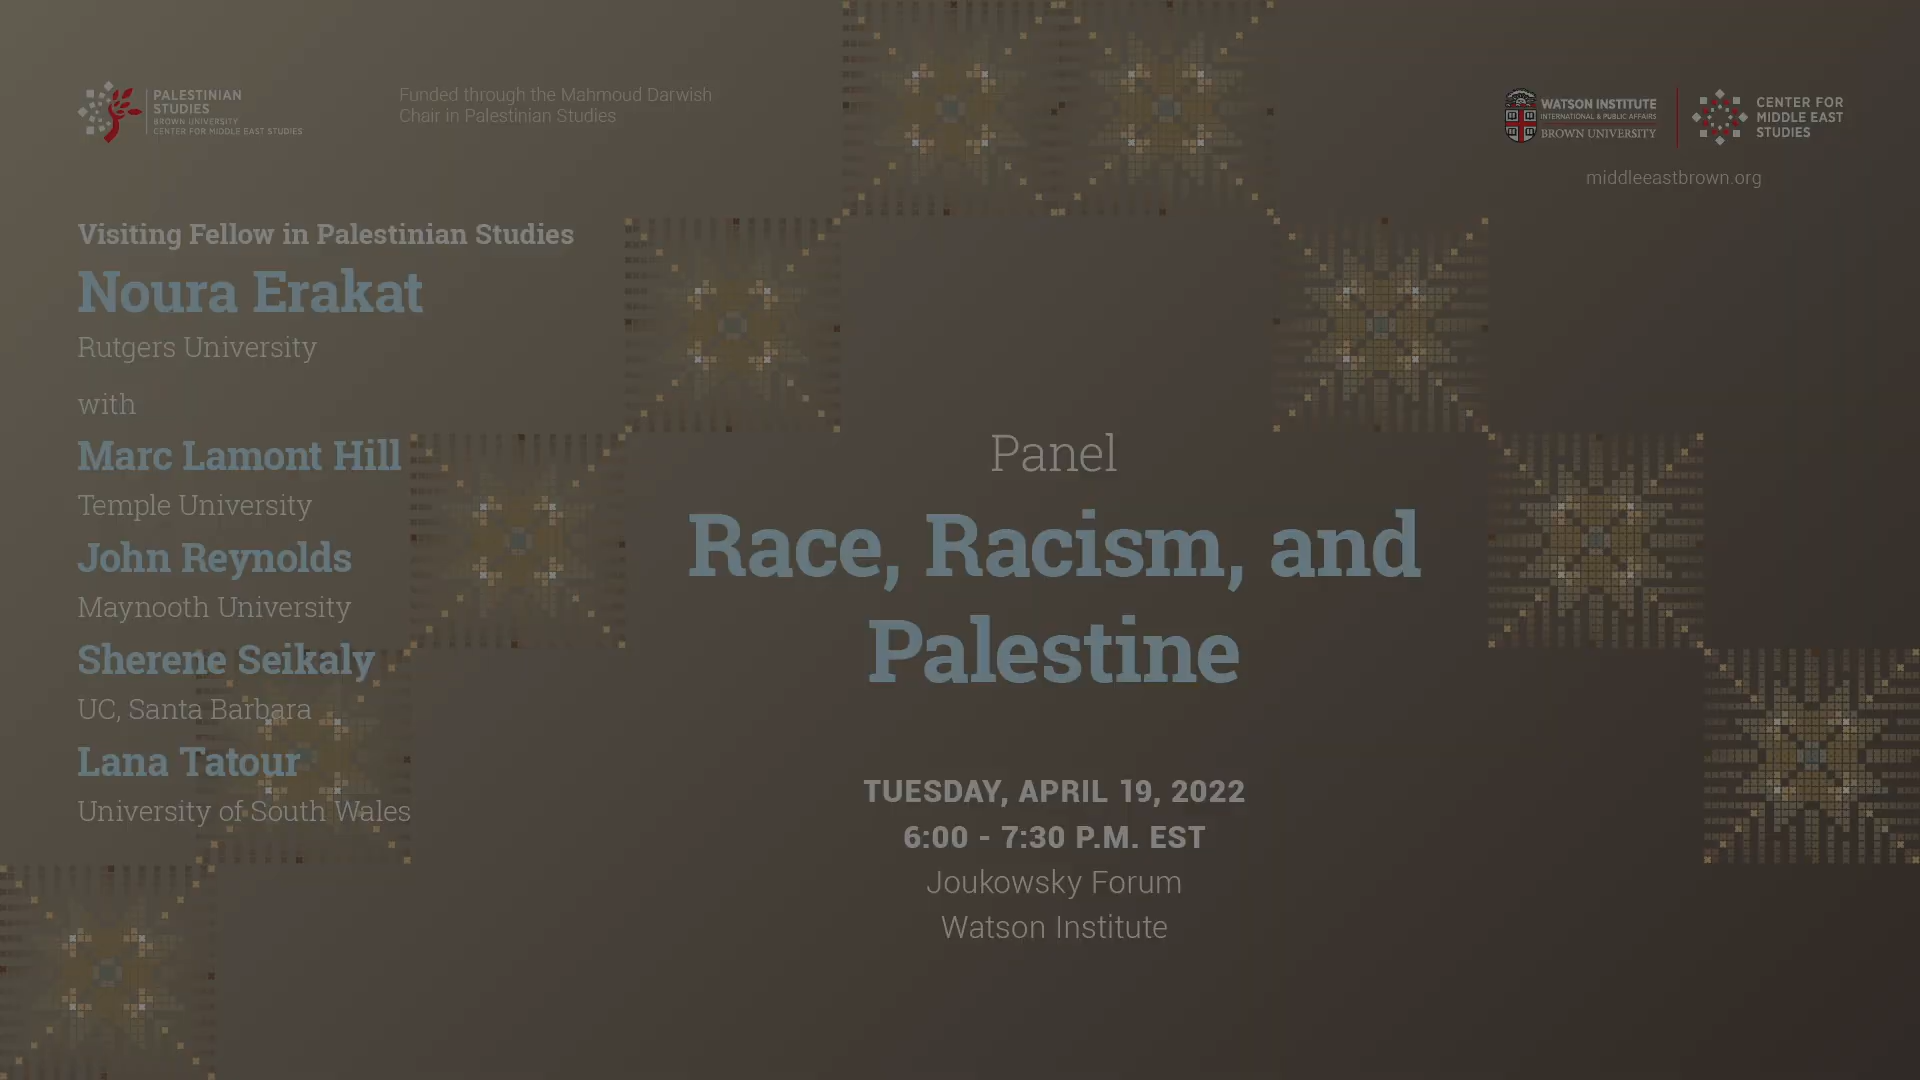 PALESTINIAN
STUDIES
BROWN UNIVERSITY
CENTER FOR MIDDLE EAST STUDIES
Funded through the Mahmoud Darwish
Chair in Palestinian Studies
WATSON INSTITUTE
INTERNATIONAL & PUBLIC AFFAIRS
BROWN UNIVERSITY
CENTER FOR
MIDDLE EAST
STUDIES
middleeastbrown.org
Visiting Fellow in Palestinian Studies
Noura Erakat
Rutgers University
with
Marc Lamont Hill
Temple University
John Reynolds
Maynooth University
Sherene Seikaly
UC, Santa Barbara
Lana Tatour
University of South Wales
Panel
Race, Racism, and
Palestine
TUESDAY, APRIL 19, 2022
6:00 - 7:30 P.M. EST
Joukowsky Forum
Watson Institute